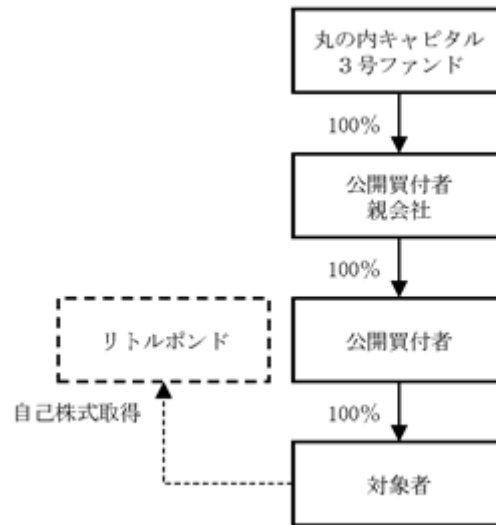 丸の内キャピタル
３号ファンド
100%
公開買付者
親会社
100%
リトルポンド
公開買付者
自己株式取得
100%
対象者